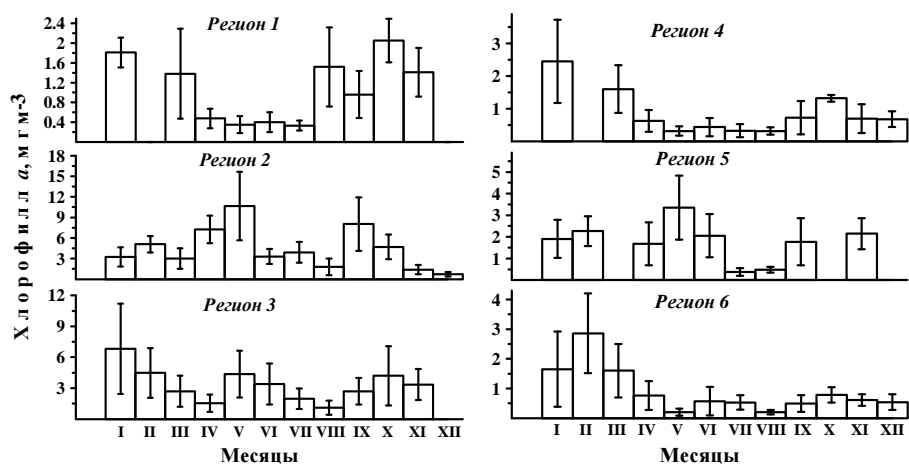 Хлорофилл а, мг м-3
Регион 1
2.4
2
1.6
1.2
0.8
0.4
Регион 2
18
15
12
9
6
3
Регион 3
12
9
6
3
I II III IV V VI VII VIII IX X XI XII
Месяцы
Регион 4
3
2
1
Регион 5
5
4
3
2
1
Регион 6
4
3
2
1
I II III IV V VI VII VIII IX X XI XII
Месяцы